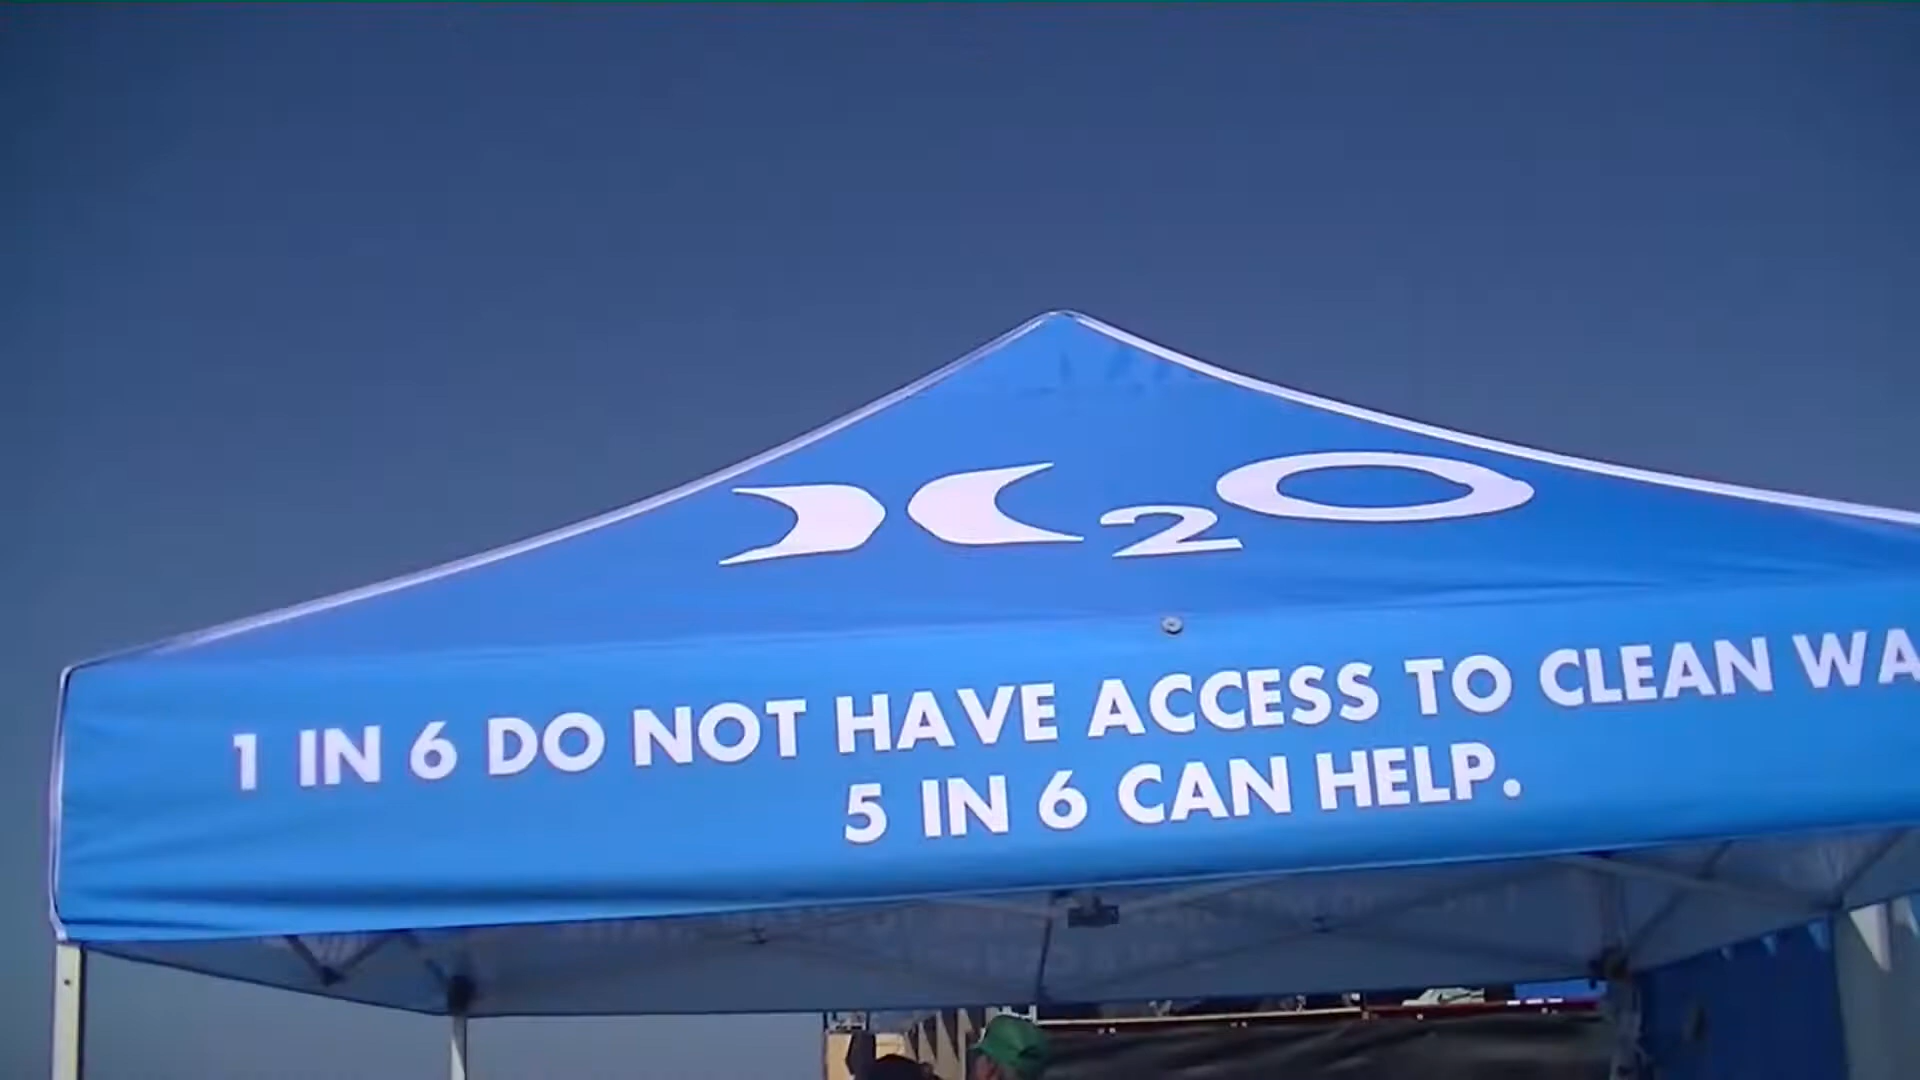 H2O
1 IN 6 DO NOT HAVE ACCESS TO CLEAN WA
5 IN 6 CAN HELP.